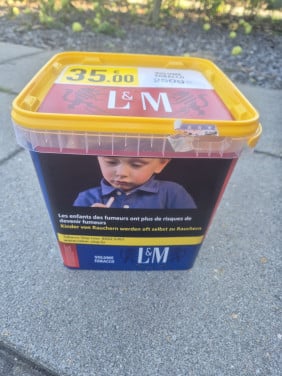 35.00 €
VOLUME
TOBACCO
250g
L&M
Les enfants des fumeurs ont plus de risques de
devenir fumeurs
Kinder von Rauchern werden oft selbst zu Rauchern
VOLUME
TOBACCO
L&M